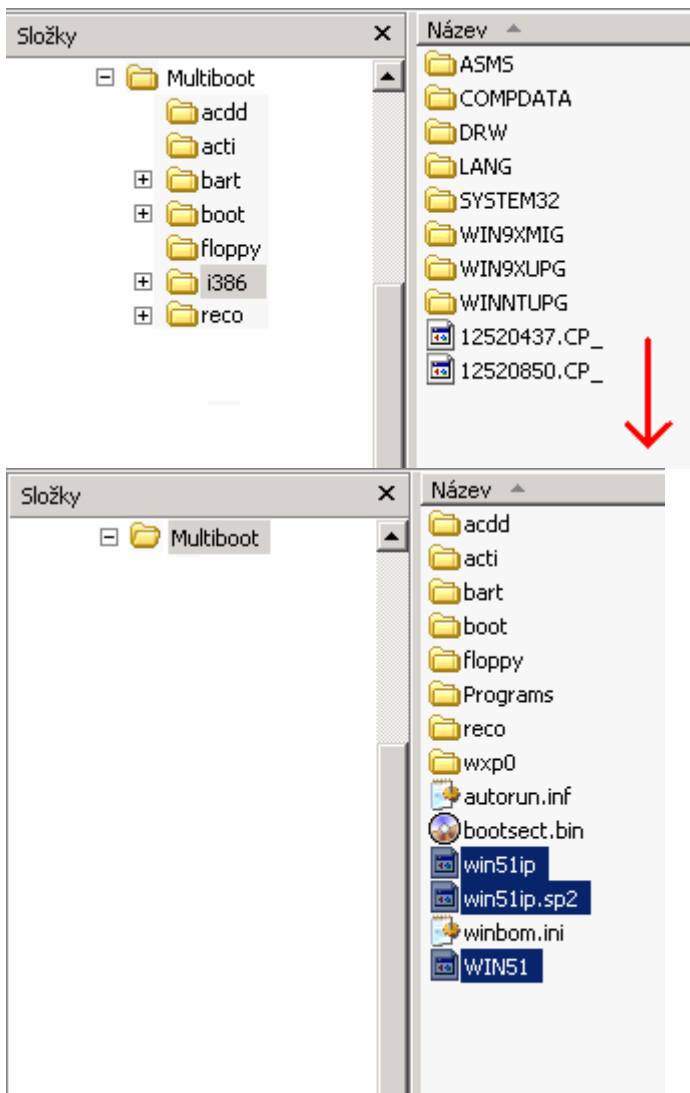 Složky
Multiboot
acdd
acti
bart
boot
floppy
i386
reco
Název
ASMS
COMPDATA
DRW
LANG
SYSTEM32
WIN9XMIG
WIN9XUPG
WINNTUPG
12520437.CP_
12520850.CP_
Složky
Multiboot
Název
acdd
acti
bart
boot
floppy
Programs
reco
wxp0
autorun.inf
bootsect.bin
win51ip
win51ip.sp2
winbom.ini
WIN51